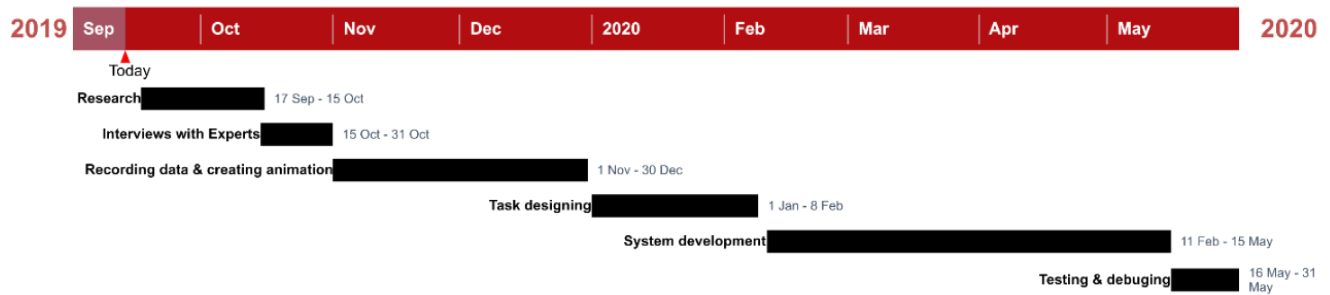 2019 Sep Oct Nov Dec 2020 Feb Mar Apr May 2020
Today
Research 17 Sep - 15 Oct
Interviews with Experts 15 Oct - 31 Oct
Recording data & creating animation 1 Nov - 30 Dec
Task designing 1 Jan - 8 Feb
System development 11 Feb - 15 May
Testing & debuging 16 May - 31
May